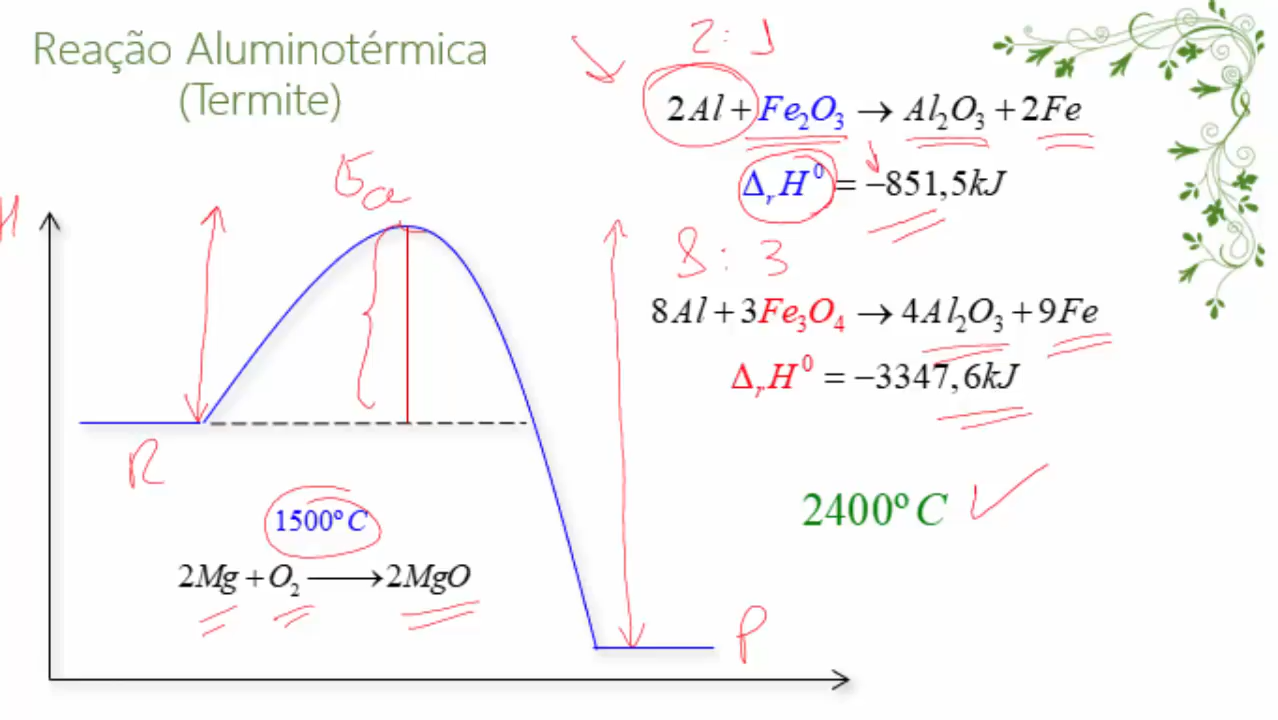 Reação Aluminotérmica
(Termite)
2 : 1
2Al + Fe₂O₃ → Al₂O₃ + 2Fe
ΔᵣH⁰ = −851,5kJ
8 : 3
8Al + 3Fe₃O₄ → 4Al₂O₃ + 9Fe
ΔᵣH⁰ = −3347,6kJ
2400º C
H
Ea
R
1500º C
2Mg + O₂ ⟶ 2MgO
P